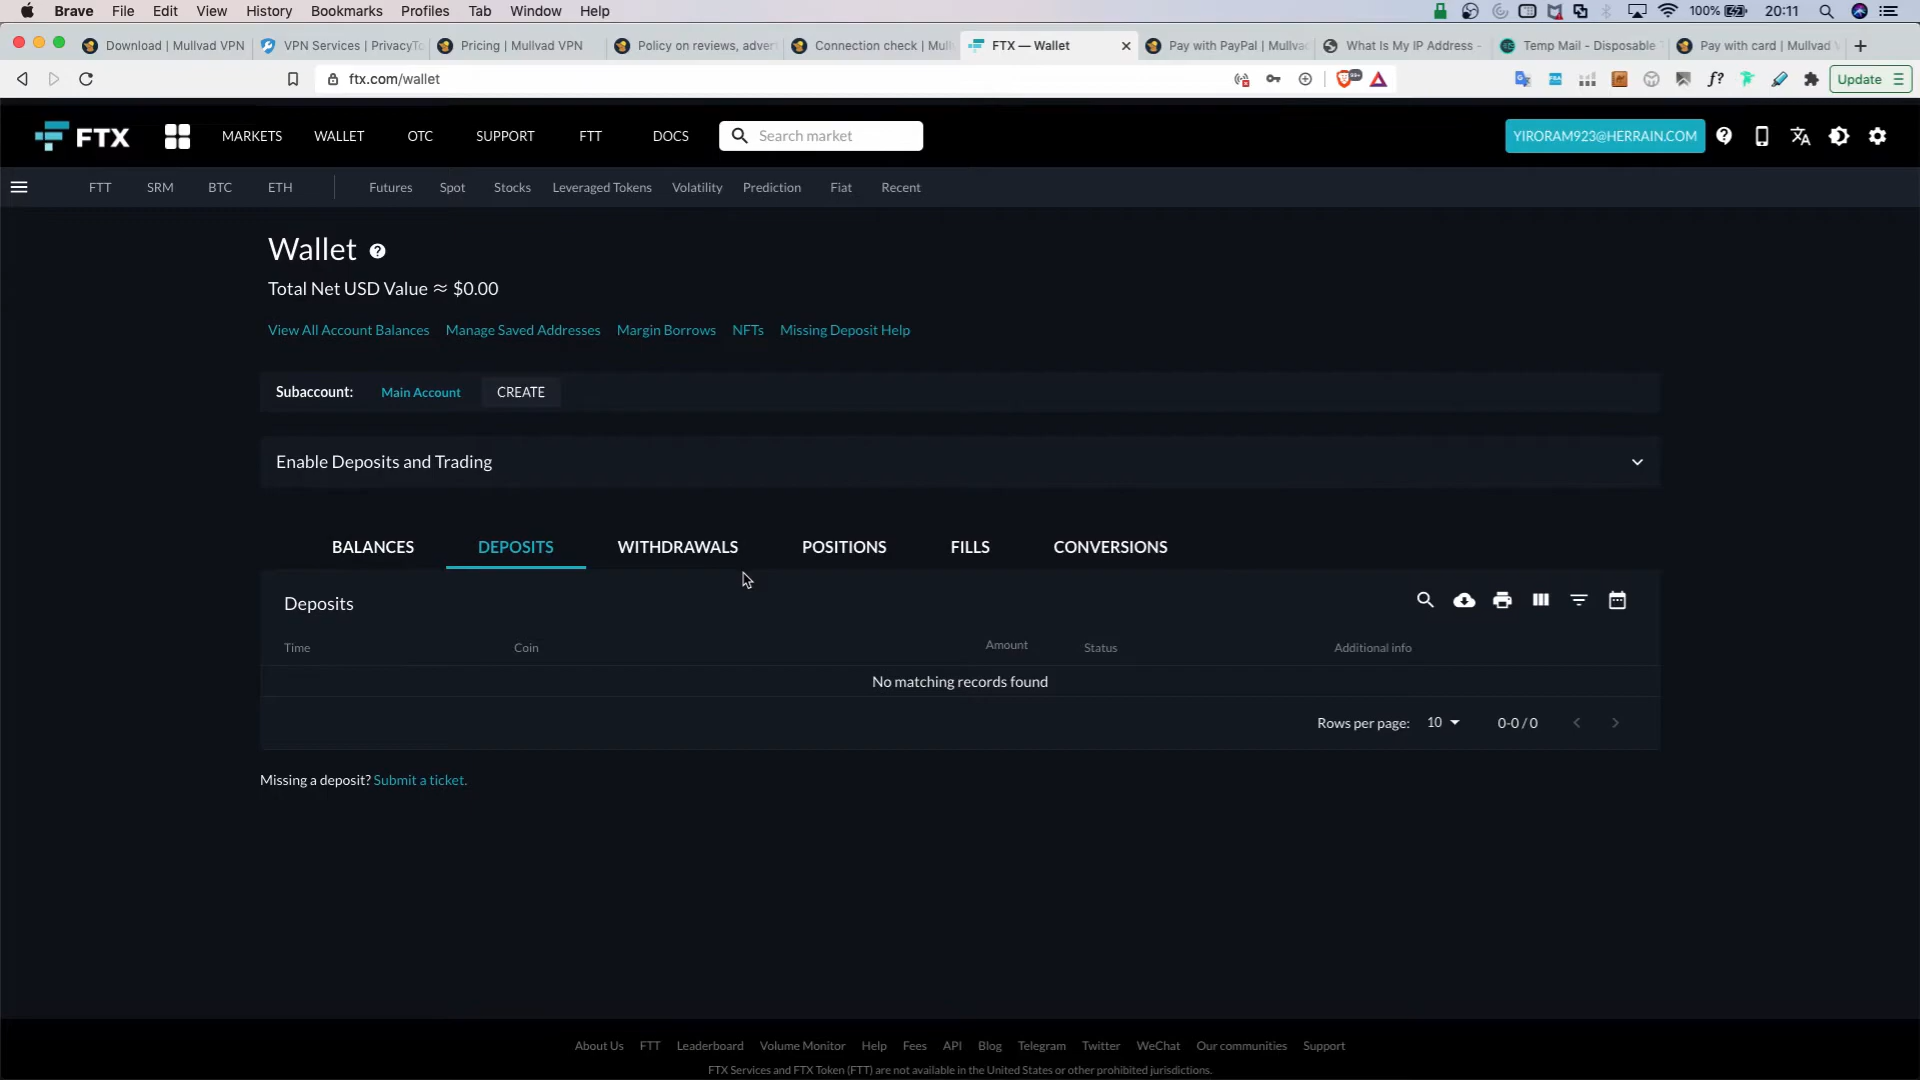 Brave File Edit View History Bookmarks Profiles Tab Window Help 100% 20:11
Download | Mullvad VPN VPN Services | PrivacyTo Pricing | Mullvad VPN Policy on reviews, adver Connection check | Mull FTX — Wallet Pay with PayPal | Mullva What Is My IP Address - Temp Mail - Disposable Pay with card | Mullvad V
ftx.com/wallet 99+ f? Update
FTX MARKETS WALLET OTC SUPPORT FTT DOCS Search market YIRORAM923@HERRAIN.COM
FTT SRM BTC ETH Futures Spot Stocks Leveraged Tokens Volatility Prediction Fiat Recent
Wallet
Total Net USD Value ≈ $0.00
View All Account Balances Manage Saved Addresses Margin Borrows NFTs Missing Deposit Help
Subaccount: Main Account CREATE
Enable Deposits and Trading
BALANCES DEPOSITS WITHDRAWALS POSITIONS FILLS CONVERSIONS
Deposits
Time Coin Amount Status Additional info
No matching records found
Rows per page: 10 0-0 / 0
Missing a deposit? Submit a ticket.
About Us FTT Leaderboard Volume Monitor Help Fees API Blog Telegram Twitter WeChat Our communities Support
FTX Services and FTX Token (FTT) are not available in the United States or other prohibited jurisdictions.